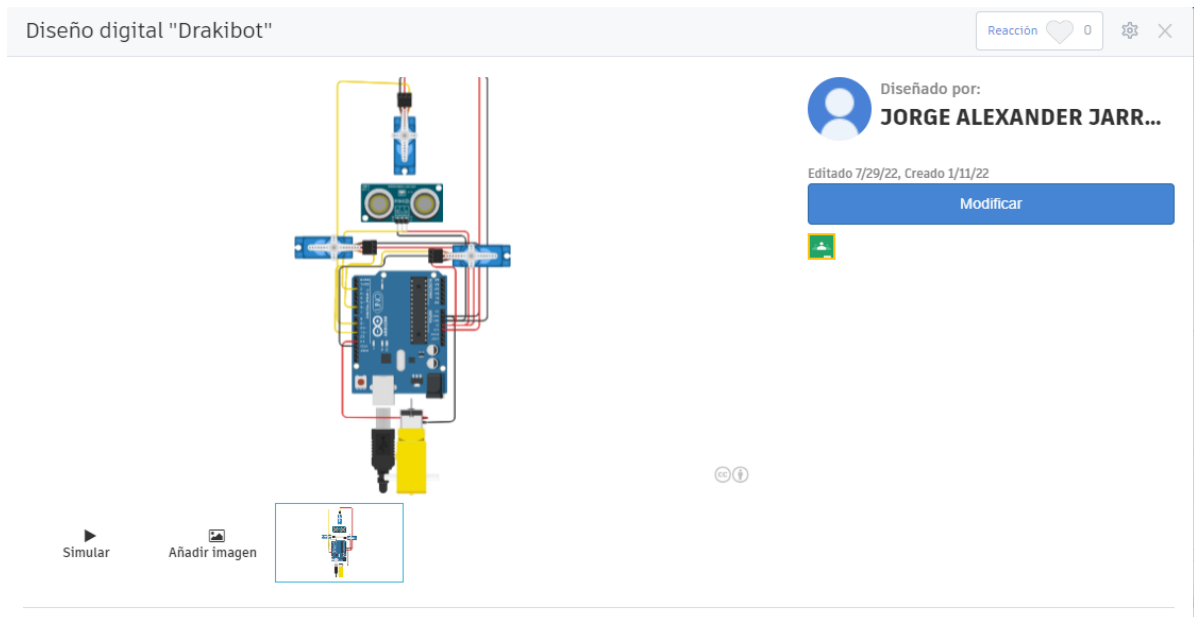 Diseño digital "Drakibot"
Reacción 0
Diseñado por:
JORGE ALEXANDER JARR...
Editado 7/29/22, Creado 1/11/22
Modificar
Simular
Añadir imagen